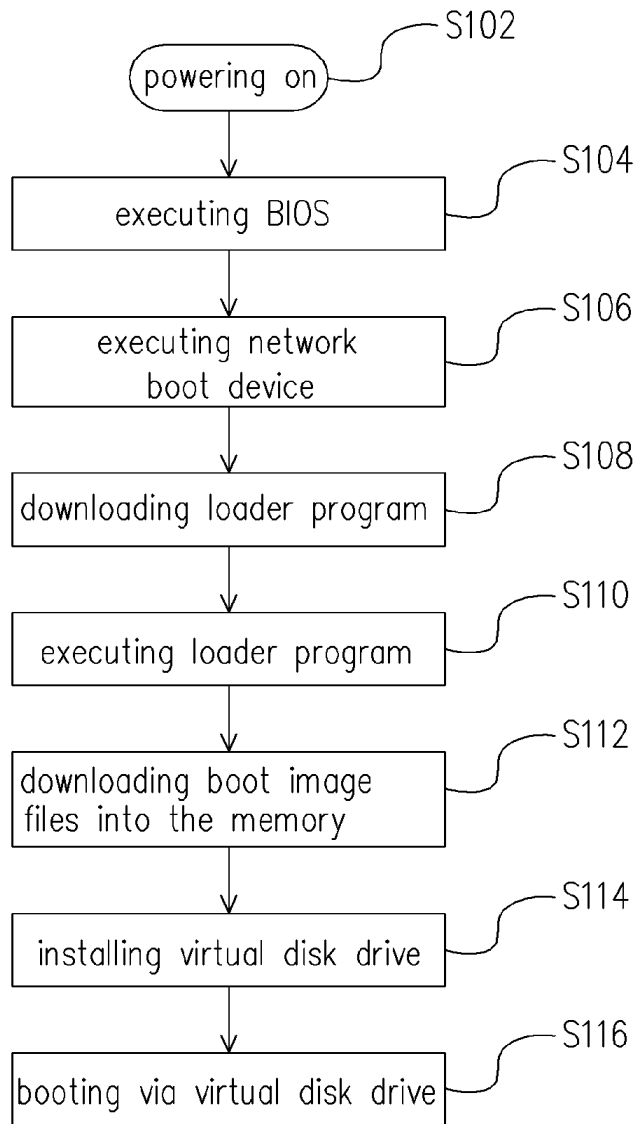 S102
powering on
S104
executing BIOS
S106
executing network
boot device
S108
downloading loader program
S110
executing loader program
S112
downloading boot image
files into the memory
S114
installing virtual disk drive
S116
booting via virtual disk drive